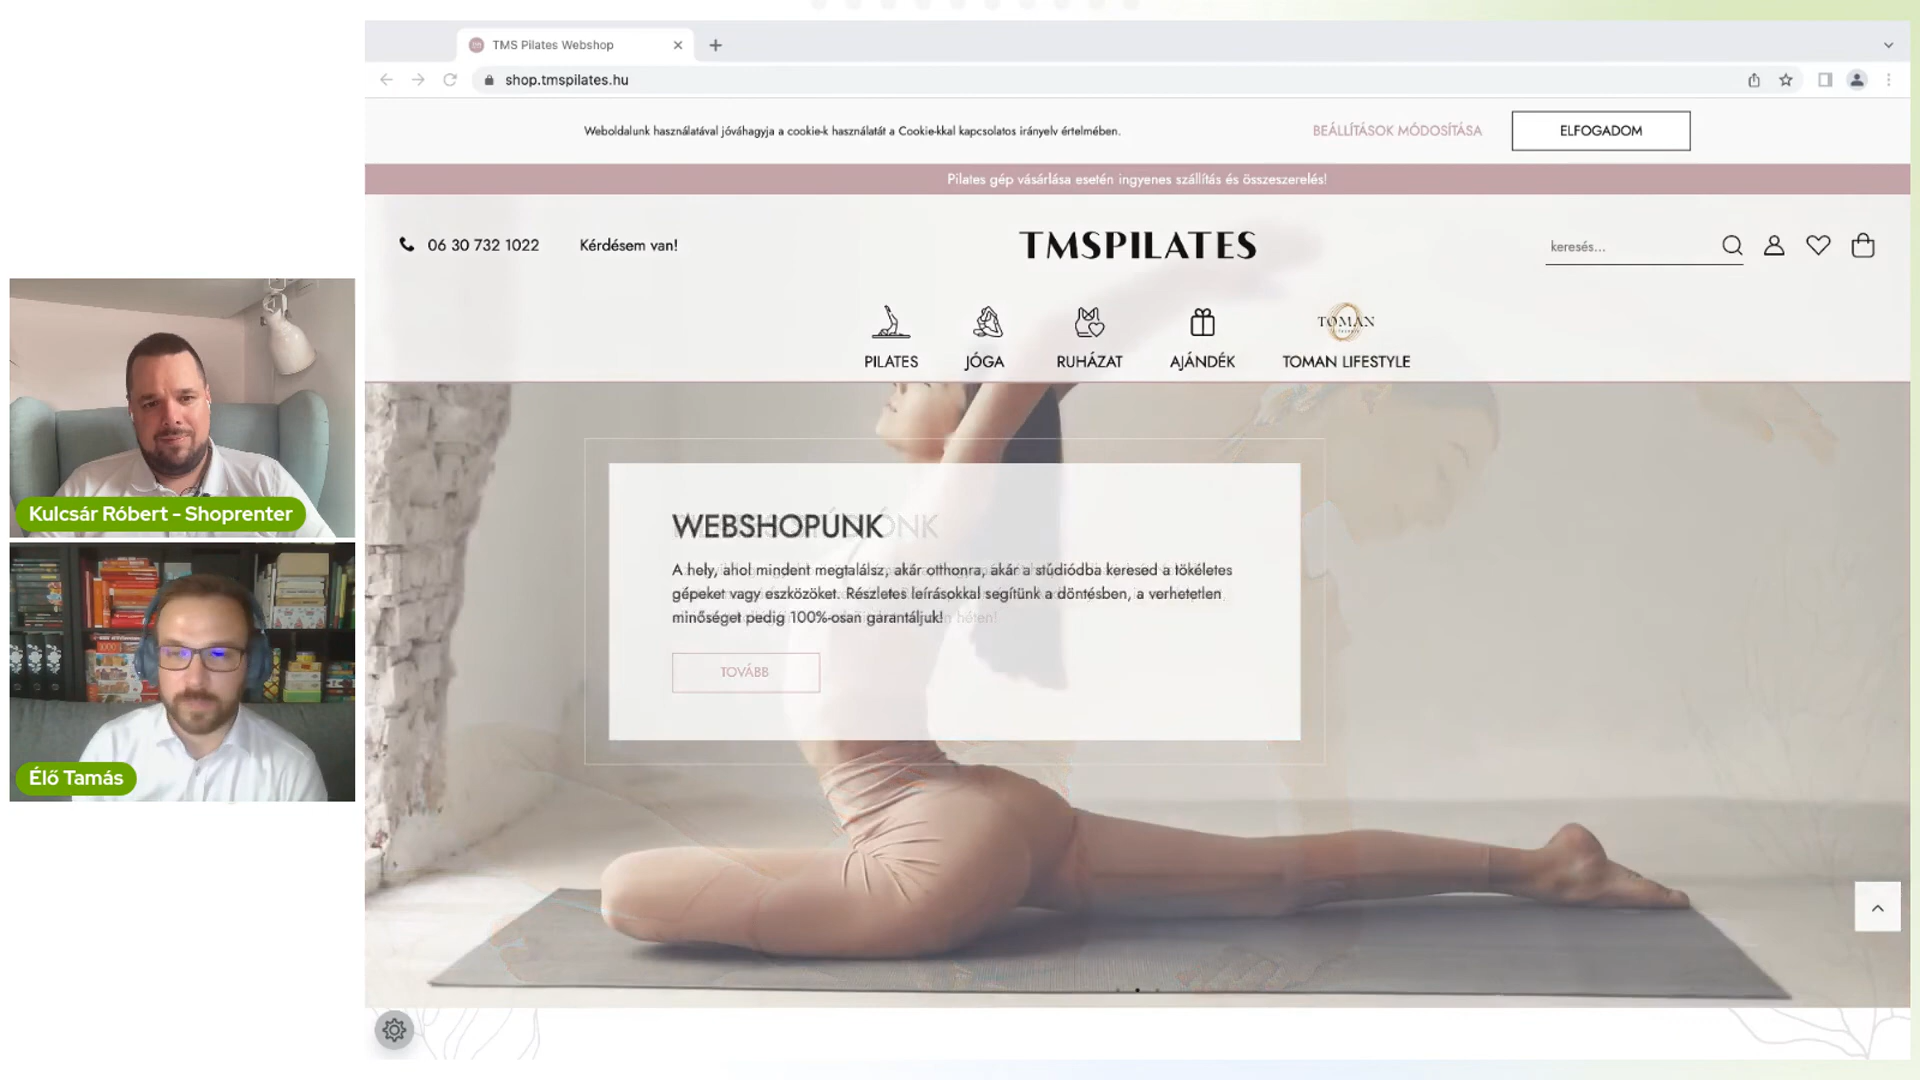 TMS Pilates Webshop
shop.tmspilates.hu
Weboldalunk használatával jóváhagyja a cookie-k használatát a Cookie-kkal kapcsolatos irányelv értelmében.
BEÁLLÍTÁSOK MÓDOSÍTÁSA
ELFOGADOM
Pilates gép vásárlása esetén ingyenes szállítás és összeszerelés!
06 30 732 1022
Kérdésem van!
TMSPILATES
keresés...
TOMAN
PILATES
JÓGA
RUHÁZAT
AJÁNDÉK
TOMAN LIFESTYLE
WEBSHOPUNK
A hely, ahol mindent megtalálsz, akár otthonra, akár a stúdiódba keresed a tökéletes
gépeket vagy eszközöket. Részletes leírásokkal segítünk a döntésben, a verhetetlen
minőséget pedig 100%-osan garantáljuk!
TOVÁBB
Kulcsár Róbert - Shoprenter
Élő Tamás